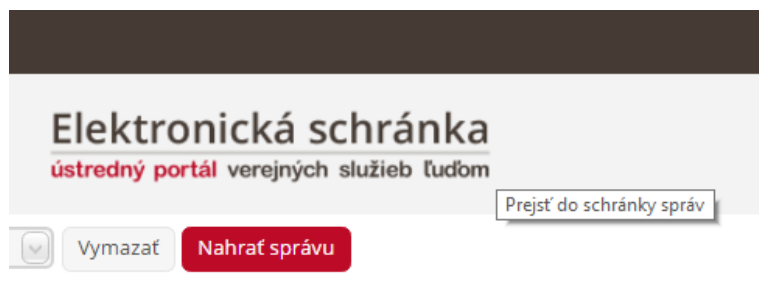 Elektronická schránka
ústredný portál verejných služieb ľuďom
Prejsť do schránky správ
Vymazať Nahrať správu